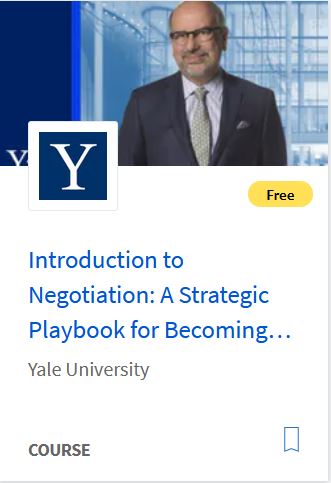 Y
Y
Free
Introduction to
Negotiation: A Strategic
Playbook for Becoming...
Yale University
COURSE